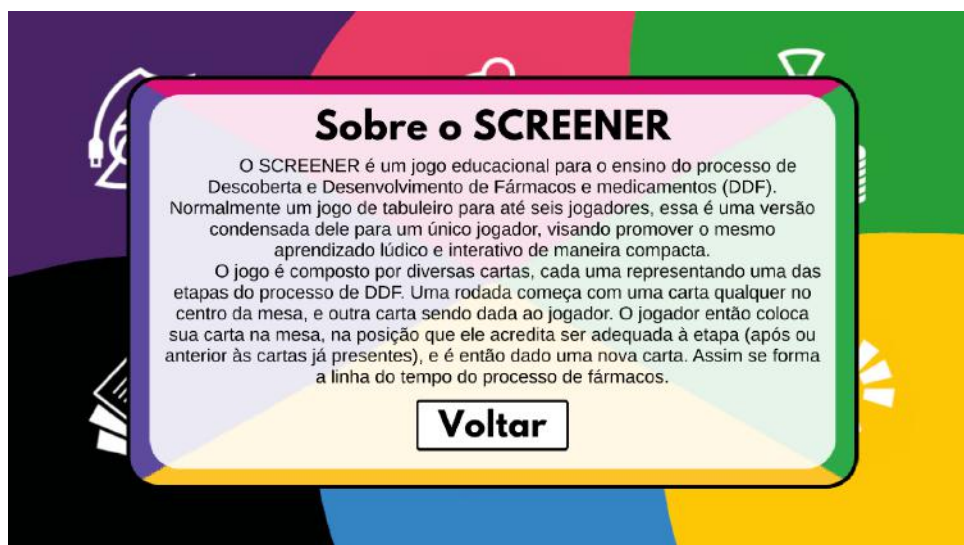 Sobre o SCREENER
O SCREENER é um jogo educacional para o ensino do processo de
Descoberta e Desenvolvimento de Fármacos e medicamentos (DDF).
Normalmente um jogo de tabuleiro para até seis jogadores, essa é uma versão
condensada dele para um único jogador, visando promover o mesmo
aprendizado lúdico e interativo de maneira compacta.
O jogo é composto por diversas cartas, cada uma representando uma das
etapas do processo de DDF. Uma rodada começa com uma carta qualquer no
centro da mesa, e outra carta sendo dada ao jogador. O jogador então coloca
sua carta na mesa, na posição que ele acredita ser adequada à etapa (após ou
anterior às cartas já presentes), e é então dado uma nova carta. Assim se forma
a linha do tempo do processo de fármacos.
Voltar